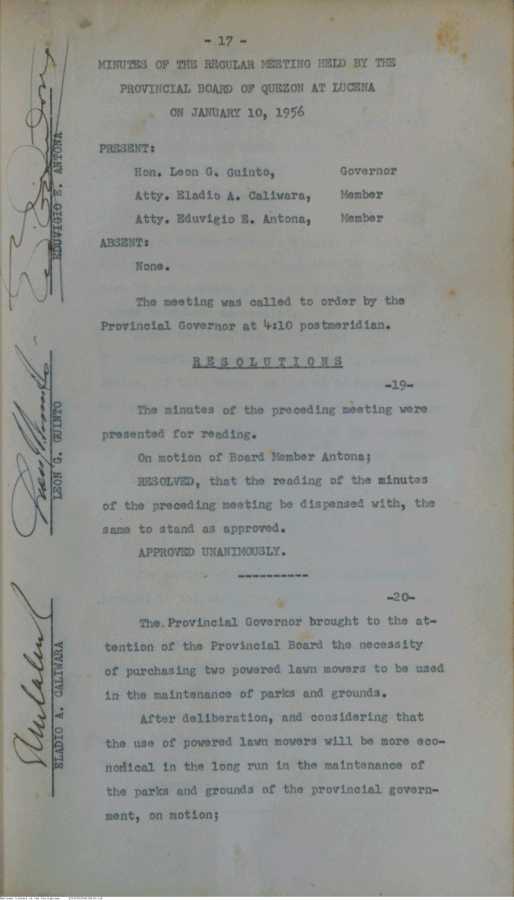 - 17 -
MINUTES OF THE REGULAR MEETING HELD BY THE
PROVINCIAL BOARD OF QUEZON AT LUCENA
ON JANUARY 10, 1956
PRESENT:
Hon. Leon G. Guinto, Governor
Atty. Eladio A. Caliwara, Member
Atty. Eduvigio E. Antona, Member
ABSENT:
None.
The meeting was called to order by the
Provincial Governor at 4:10 postmeridian.
RESOLUTIONS
-19-
The minutes of the preceding meeting were
presented for reading.
On motion of Board Member Antona;
RESOLVED, that the reading of the minutes
of the preceding meeting be dispensed with, the
same to stand as approved.
APPROVED UNANIMOUSLY.
----------
-20-
The Provincial Governor brought to the at-
tention of the Provincial Board the necessity
of purchasing two powered lawn mowers to be used
in the maintenance of parks and grounds.
After deliberation, and considering that
the use of powered lawn mowers will be more eco-
nomical in the long run in the maintenance of
the parks and grounds of the provincial govern-
ment, on motion;
EDUVIGIO E. ANTONA
LEON G. GUINTO
ELADIO A. CALIWARA